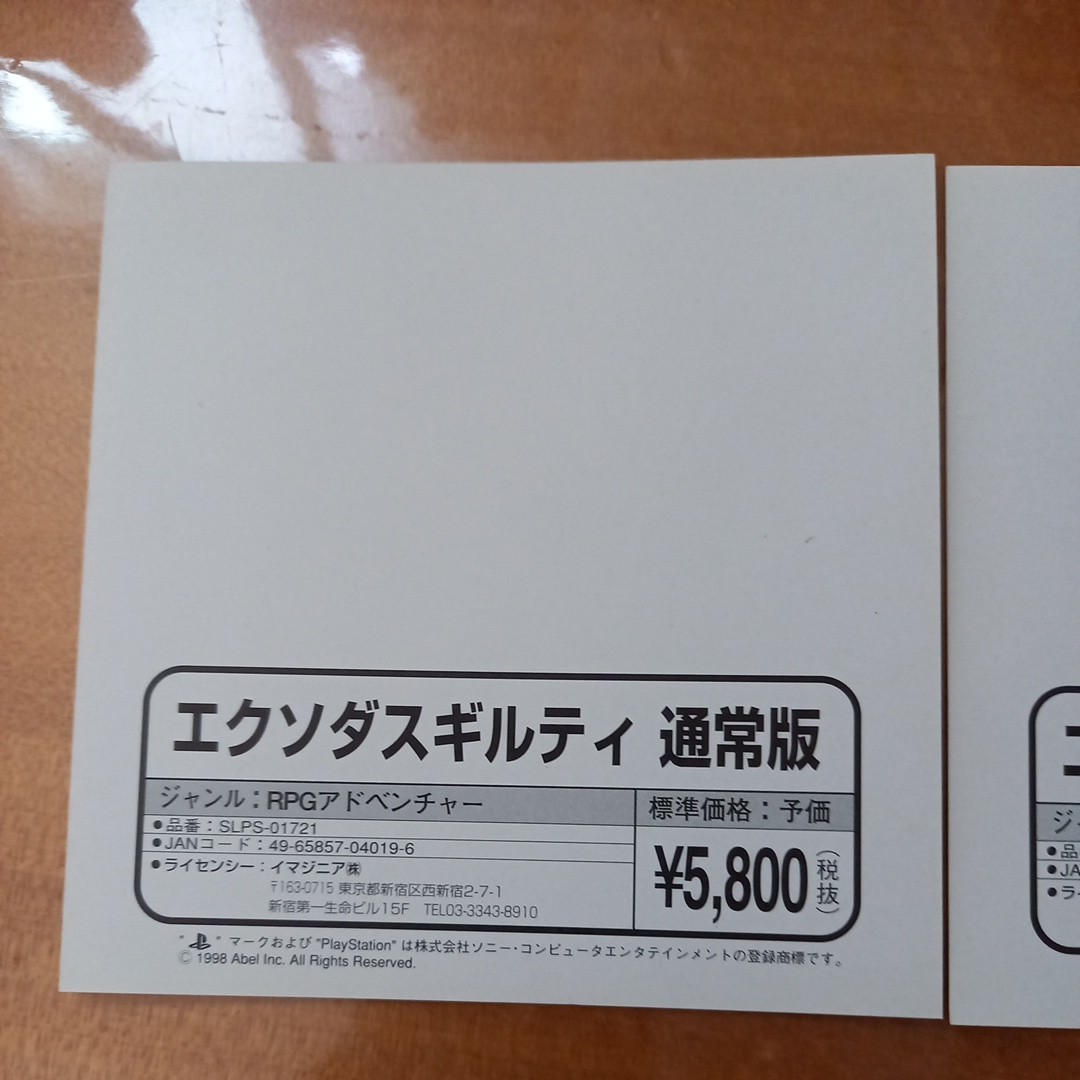 エクソダスギルティ 通常版
ジャンル：RPGアドベンチャー
標準価格：予価
●品番：SLPS-01721
●JANコード：49-65857-04019-6
●ライセンシー：イマジニア㈱
〒163-0715 東京都新宿区西新宿2-7-1
新宿第一生命ビル15F TEL03-3343-8910
¥5,800（税抜）
" " マークおよび "PlayStation" は株式会社ソニー・コンピュータエンタテインメントの登録商標です。
© 1998 Abel Inc. All Rights Reserved.
ジ
●品
●JA
●ラ